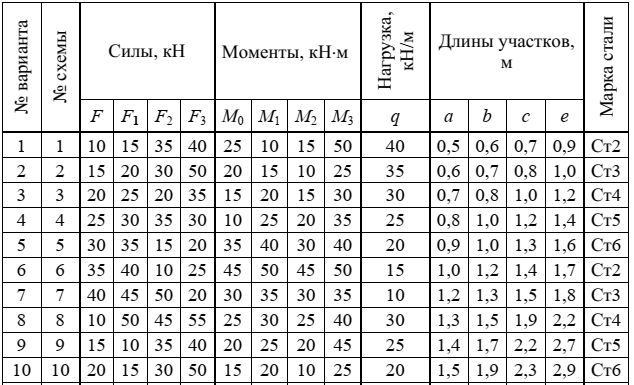 № варианта № схемы Силы, кН Моменты, кН·м Нагрузка, кН/м Длины участков, м Марка стали
F F1 F2 F3 M0 M1 M2 M3 q a b c e
1 1 10 15 35 40 25 10 15 50 40 0,5 0,6 0,7 0,9 Ст2
2 2 15 20 30 50 20 15 10 25 35 0,6 0,7 0,8 1,0 Ст3
3 3 20 25 20 35 15 20 15 30 30 0,7 0,8 1,0 1,2 Ст4
4 4 25 30 35 30 10 25 20 35 25 0,8 1,0 1,2 1,4 Ст5
5 5 30 35 15 20 35 40 30 40 20 0,9 1,0 1,3 1,6 Ст6
6 6 35 40 10 25 45 50 45 50 15 1,0 1,2 1,4 1,7 Ст2
7 7 40 45 50 20 30 35 30 35 10 1,2 1,3 1,5 1,8 Ст3
8 8 10 50 45 55 25 30 25 40 30 1,3 1,5 1,9 2,2 Ст4
9 9 15 10 35 40 20 25 20 45 25 1,4 1,7 2,2 2,7 Ст5
10 10 20 15 30 50 15 20 10 25 20 1,5 1,9 2,3 2,9 Ст6